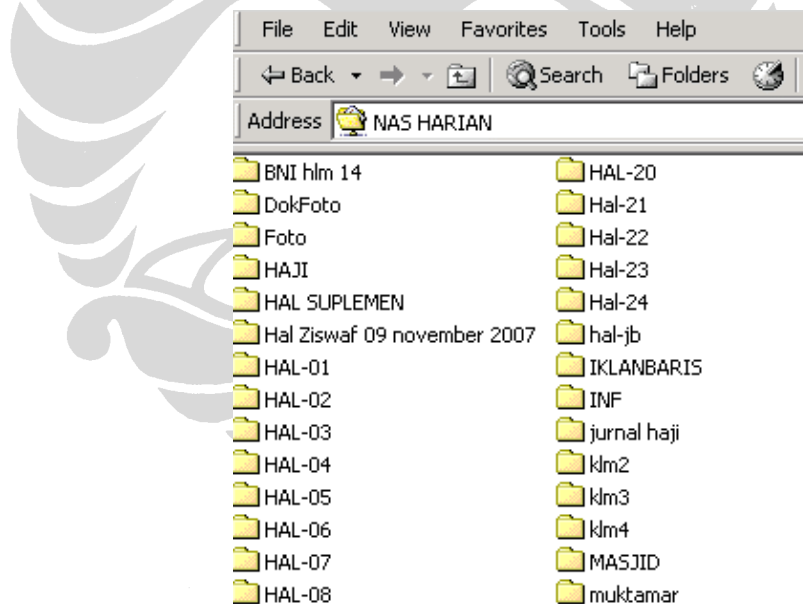 File Edit View Favorites Tools Help
Back Search Folders
Address NAS HARIAN
BNI hlm 14
DokFoto
Foto
HAJI
HAL SUPLEMEN
Hal Ziswaf 09 november 2007
HAL-01
HAL-02
HAL-03
HAL-04
HAL-05
HAL-06
HAL-07
HAL-08
HAL-20
Hal-21
Hal-22
Hal-23
Hal-24
hal-jb
IKLANBARIS
INF
jurnal haji
klm2
klm3
klm4
MASJID
muktamar